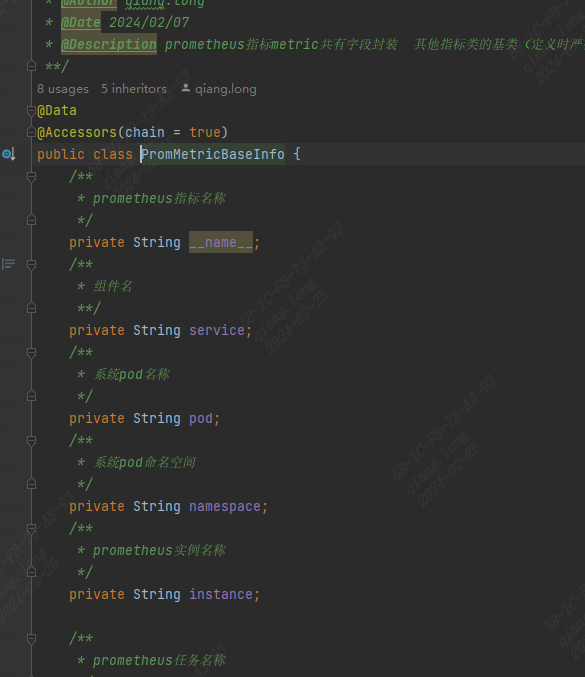 * @Author qiang.long
* @Date 2024/02/07
* @Description prometheus指标metric共有字段封装 其他指标类的基类（定义时严
**/
8 usages 5 inheritors qiang.long
@Data
@Accessors(chain = true)
public class PromMetricBaseInfo {
/**
* prometheus指标名称
*/
private String __name__;
/**
* 组件名
**/
private String service;
/**
* 系统pod名称
*/
private String pod;
/**
* 系统pod命名空间
*/
private String namespace;
/**
* prometheus实例名称
*/
private String instance;
/**
* prometheus任务名称